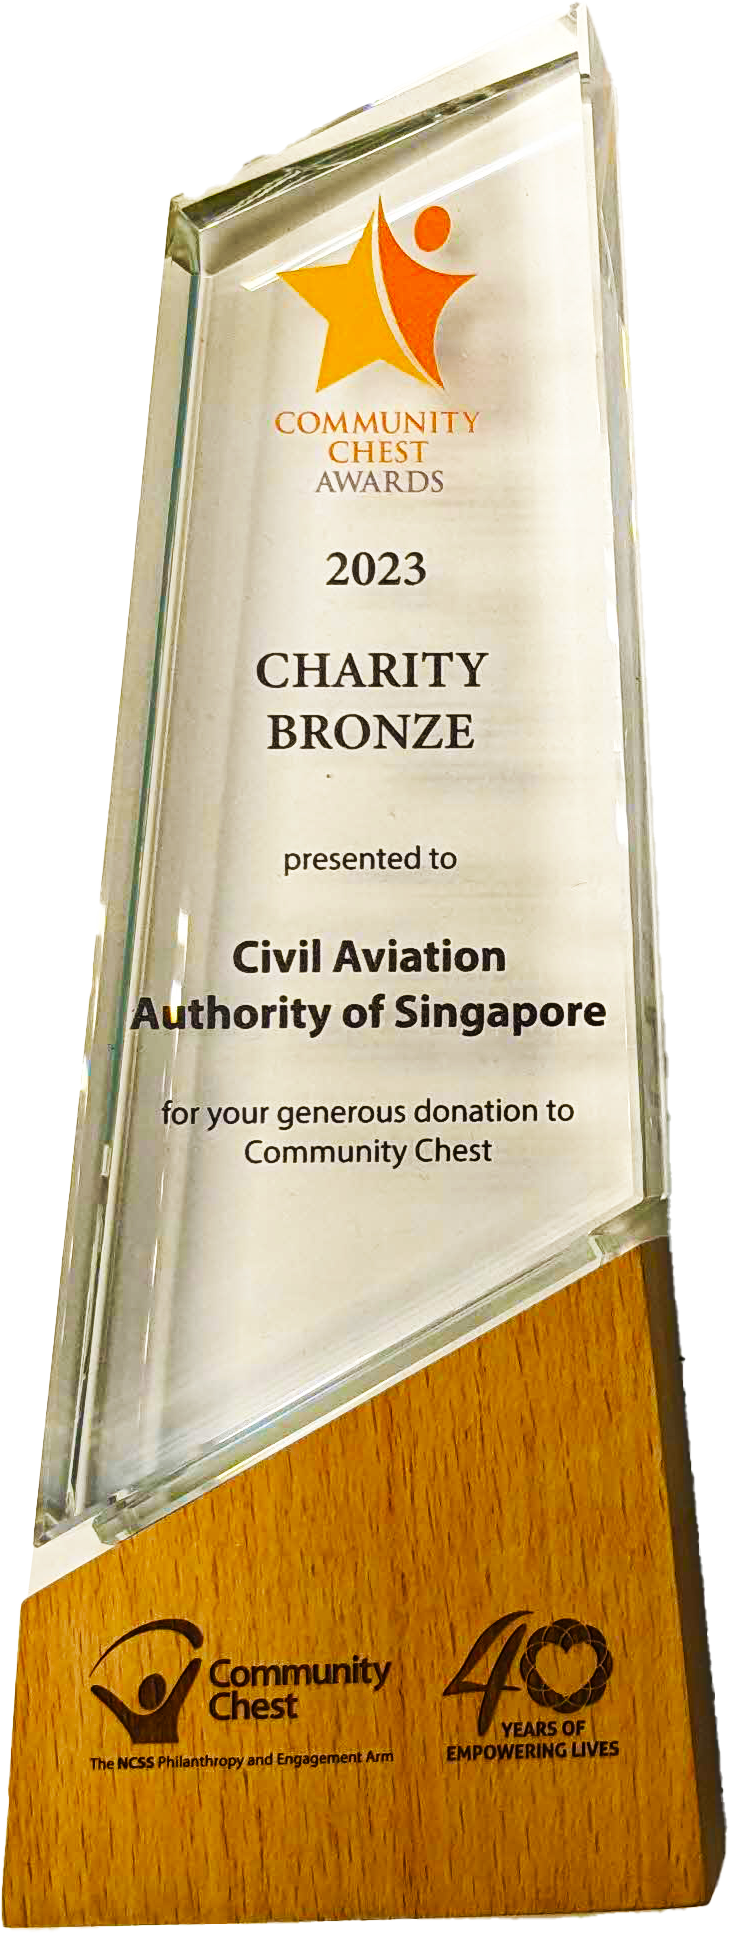 COMMUNITY
CHEST
AWARDS
2023
CHARITY
BRONZE
presented to
Civil Aviation
Authority of Singapore
for your generous donation to
Community Chest
Community
Chest
The NCSS Philanthropy and Engagement Arm
40
YEARS OF
EMPOWERING LIVES